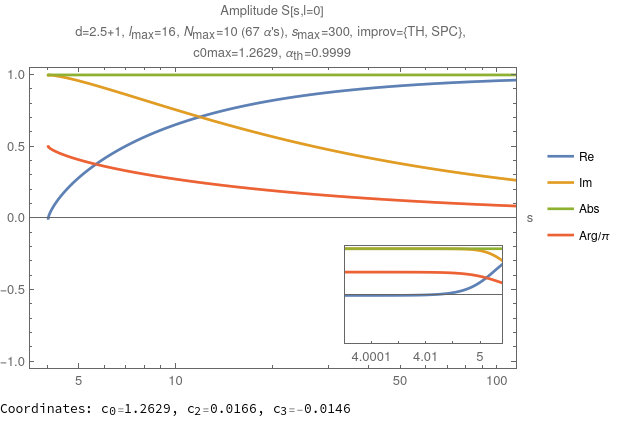 Amplitude S[s,l=0]
d=2.5+1, lmax=16, Nmax=10 (67 α's), smax=300, improv={TH, SPC},
c0max=1.2629, αth=0.9999
1.0
0.5
0.0
-0.5
-1.0
s
Re
Im
Abs
Arg/π
4.0001 4.01 5
5 10 50 100
Coordinates: c0=1.2629, c2=0.0166, c3=-0.0146